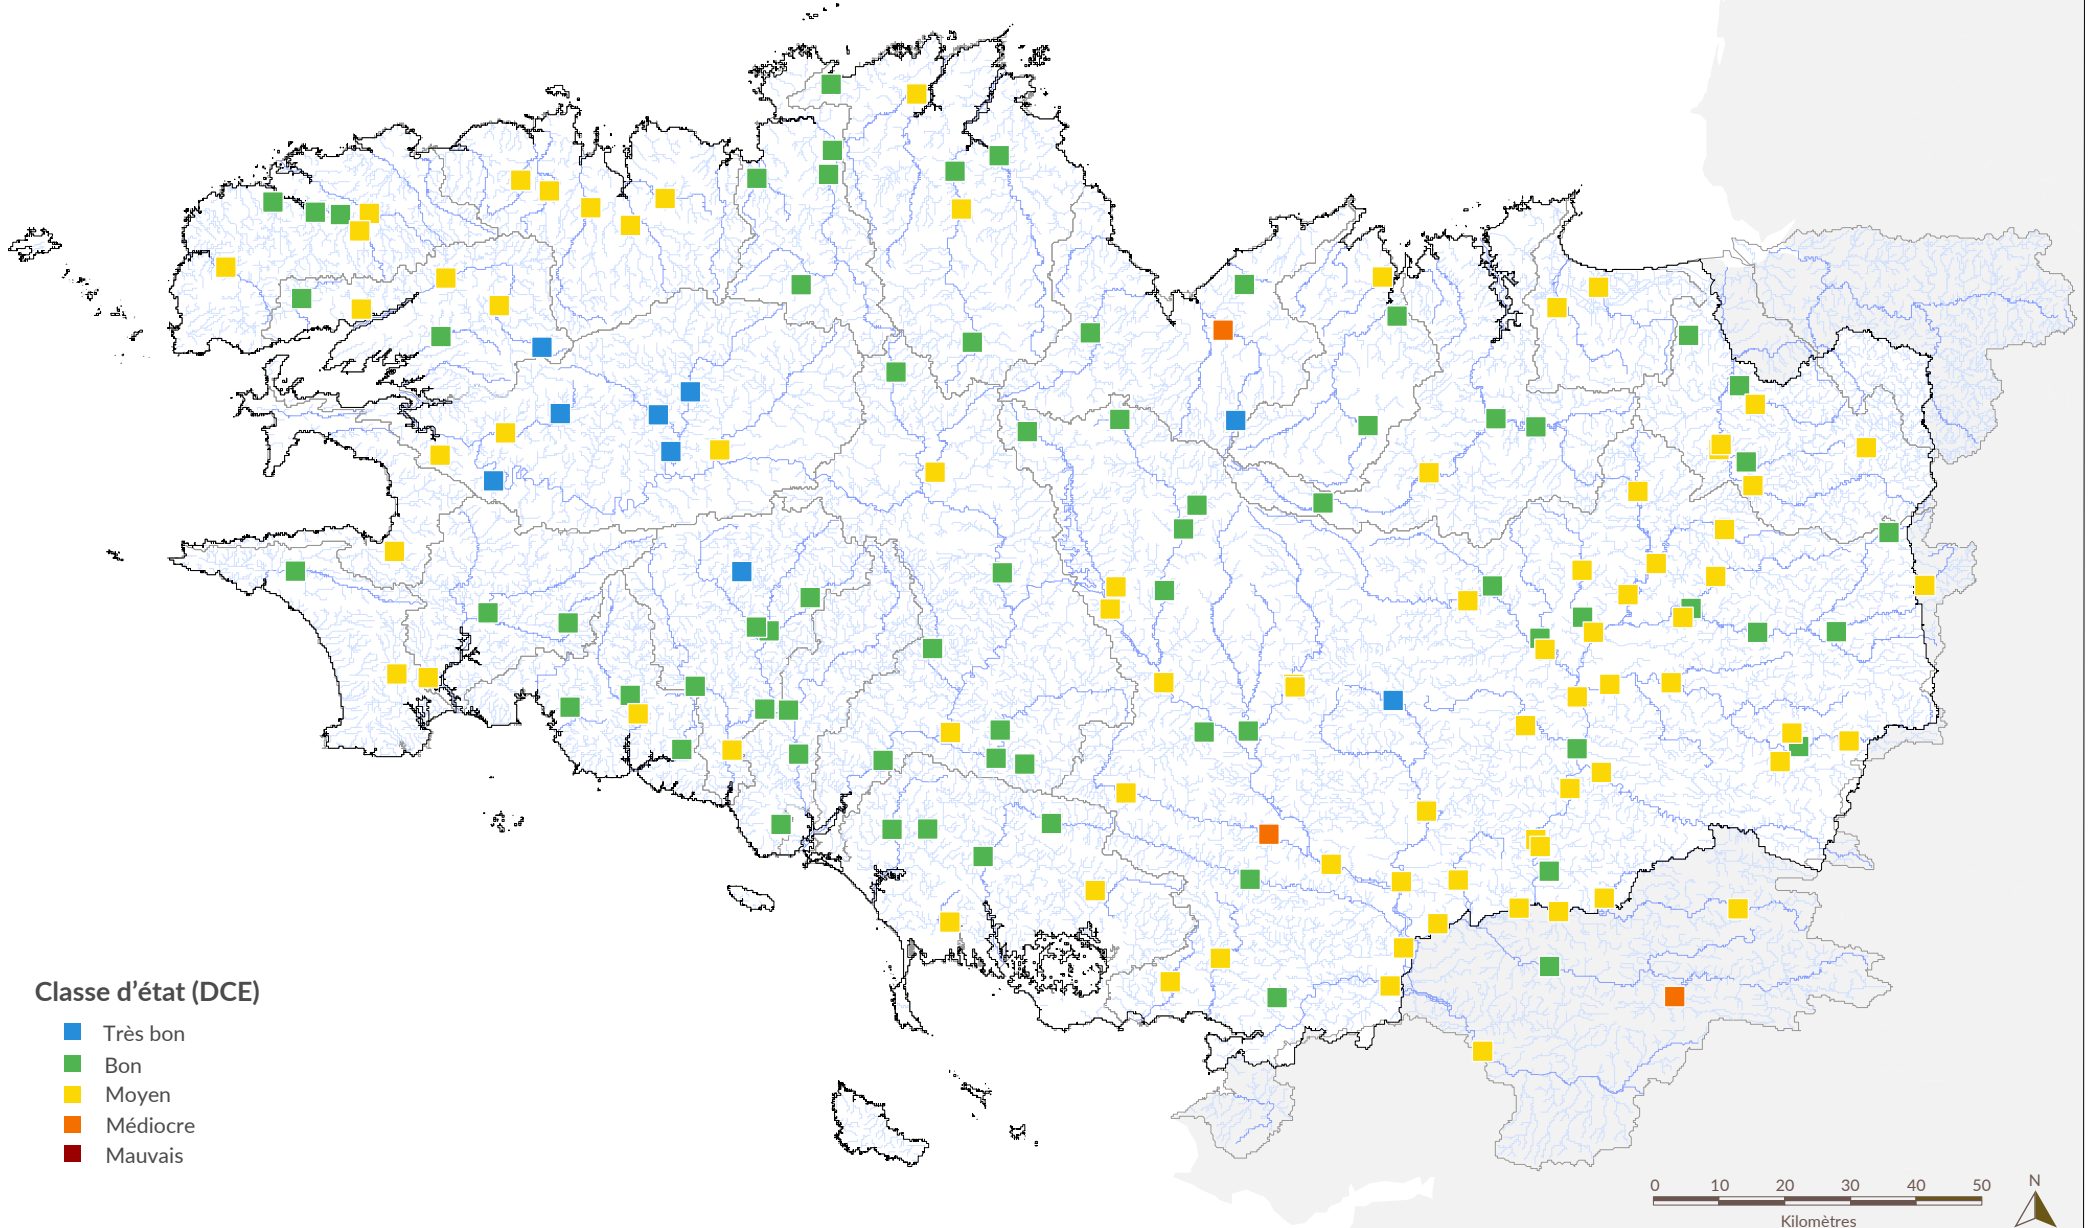 Classe d’état (DCE)
Très bon
Bon
Moyen
Médiocre
Mauvais
N
0 10 20 30 40 50
Kilomètres